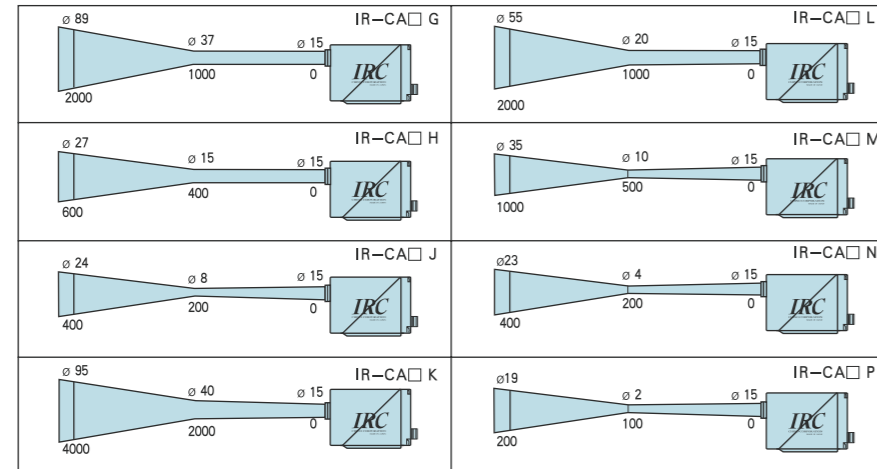 IR−CA□ G
ø 89
ø 37
ø 15
2000
1000
0
IRC
IR−CA□ L
ø 55
ø 20
ø 15
2000
1000
0
IRC
IR−CA□ H
ø 27
ø 15
ø 15
600
400
0
IRC
IR−CA□ M
ø 35
ø 10
ø 15
1000
500
0
IRC
IR−CA□ J
ø 24
ø 8
ø 15
400
200
0
IRC
IR−CA□ N
ø23
ø 4
ø 15
400
200
0
IRC
IR−CA□ K
ø 95
ø 40
ø 15
4000
2000
0
IRC
IR−CA□ P
ø19
ø 2
ø 15
200
100
0
IRC